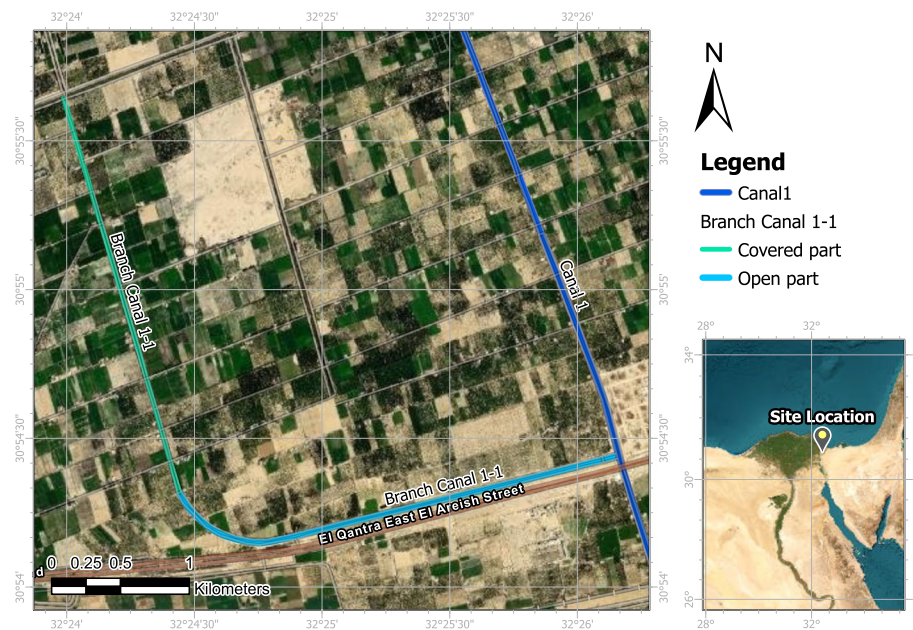 32°24'
32°24'30"
32°25'
32°25'30"
32°26'
30°55'30"
30°55'30"
30°55'
30°55'
30°54'30"
30°54'30"
30°54'
30°54'
Branch Canal 1-1
Canal 1
Branch Canal 1-1
El Qantra East El Areish Street
d
0 0.25 0.5 1
Kilometers
32°24'
32°24'30"
32°25'
32°25'30"
32°26'
N
Legend
Canal1
Branch Canal 1-1
Covered part
Open part
28°
32°
34°
30°
26°
Site Location
28°
32°